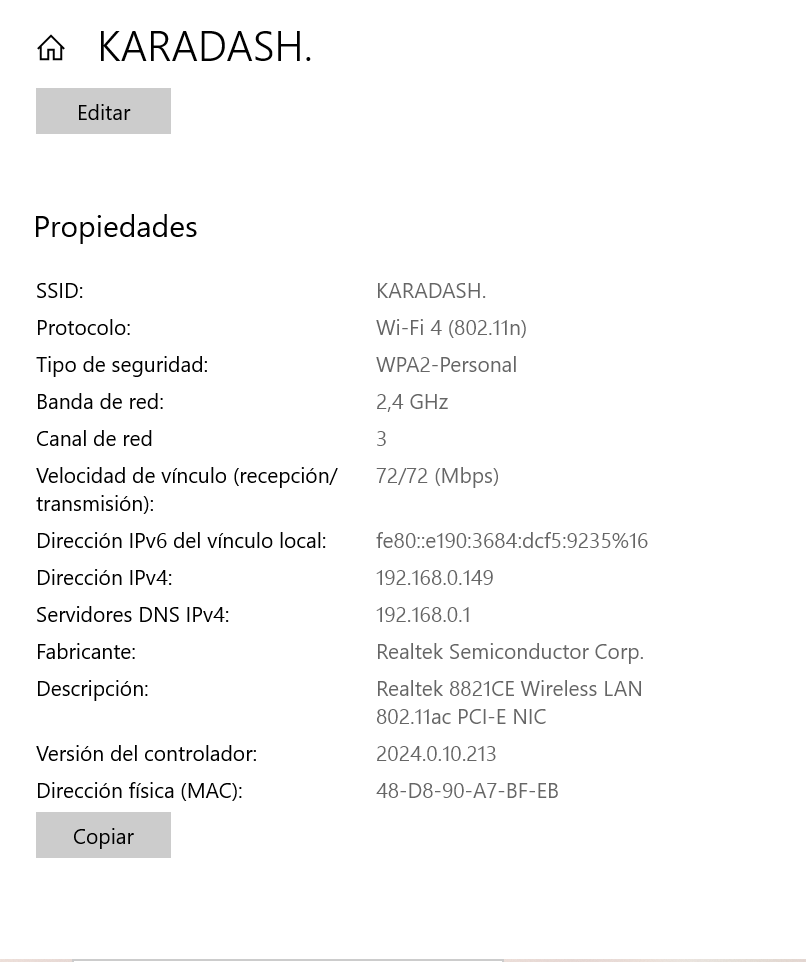 KARADASH.
Editar
Propiedades
SSID: KARADASH.
Protocolo: Wi-Fi 4 (802.11n)
Tipo de seguridad: WPA2-Personal
Banda de red: 2,4 GHz
Canal de red 3
Velocidad de vínculo (recepción/ 72/72 (Mbps)
transmisión):
Dirección IPv6 del vínculo local: fe80::e190:3684:dcf5:9235%16
Dirección IPv4: 192.168.0.149
Servidores DNS IPv4: 192.168.0.1
Fabricante: Realtek Semiconductor Corp.
Descripción: Realtek 8821CE Wireless LAN
802.11ac PCI-E NIC
Versión del controlador: 2024.0.10.213
Dirección física (MAC): 48-D8-90-A7-BF-EB
Copiar